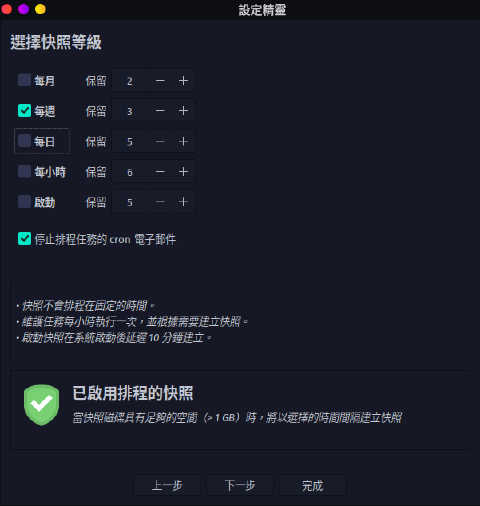 設定精靈
選擇快照等級
每月 保留 2
每週 保留 3
每日 保留 5
每小時 保留 6
啟動 保留 5
停止排程任務的 cron 電子郵件
• 快照不會排程在固定的時間。
• 維護任務每小時執行一次，並根據需要建立快照。
• 啟動快照在系統啟動後延遲 10 分鐘建立。
已啟用排程的快照
當快照磁碟具有足夠的空間（> 1 GB）時，將以選擇的時間間隔建立快照
上一步 下一步 完成